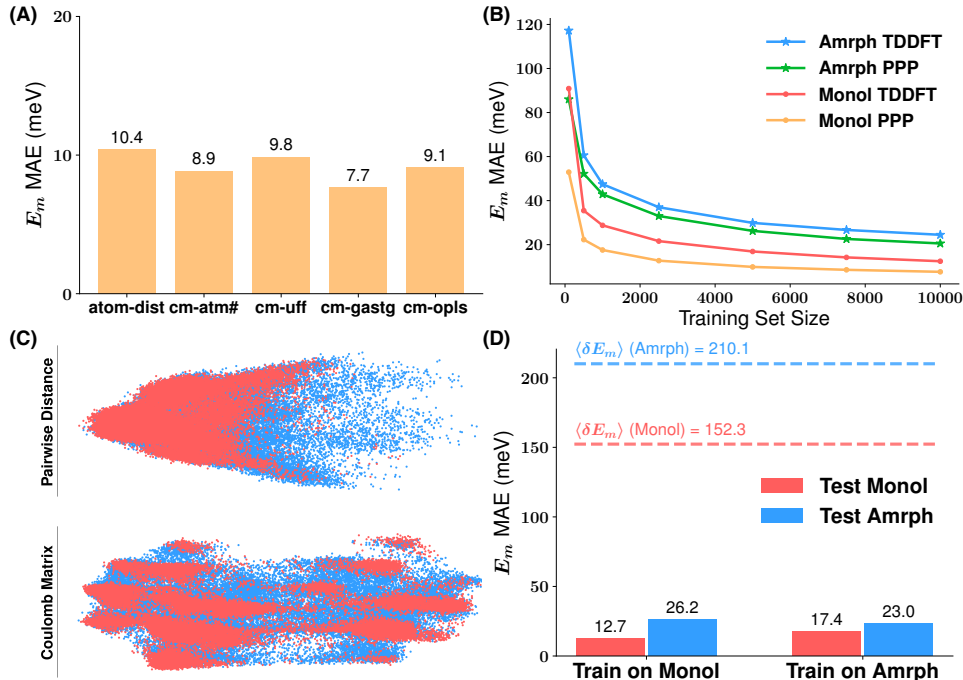 (A)
20
10
0
E_m MAE (meV)
10.4
8.9
9.8
7.7
9.1
atom-dist
cm-atm#
cm-uff
cm-gastg
cm-opls
(B)
120
100
80
60
40
20
E_m MAE (meV)
Amrph TDDFT
Amrph PPP
Monol TDDFT
Monol PPP
0
2000
4000
6000
8000
10000
Training Set Size
(C)
Pairwise Distance
Coulomb Matrix
(D)
⟨δE_m⟩ (Amrph) = 210.1
⟨δE_m⟩ (Monol) = 152.3
200
150
100
50
0
E_m MAE (meV)
Test Monol
Test Amrph
12.7
26.2
17.4
23.0
Train on Monol
Train on Amrph